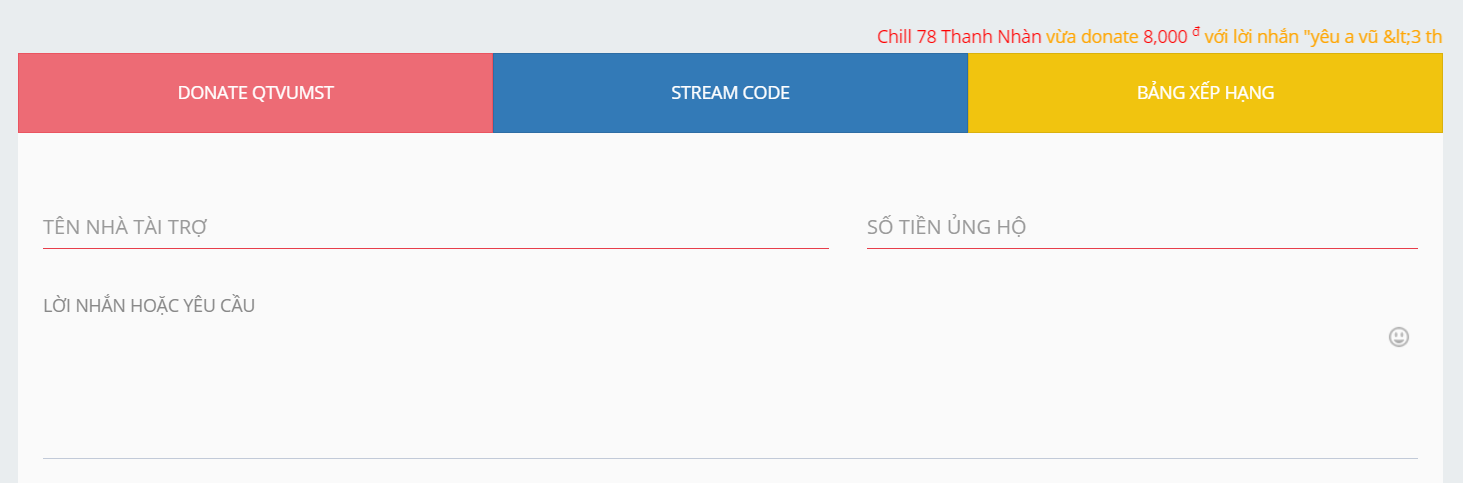 Chill 78 Thanh Nhàn vừa donate 8,000 đ với lời nhắn "yêu a vũ &lt;3 th
DONATE QTVUMST
STREAM CODE
BẢNG XẾP HẠNG
TÊN NHÀ TÀI TRỢ
SỐ TIỀN ỦNG HỘ
LỜI NHẮN HOẶC YÊU CẦU